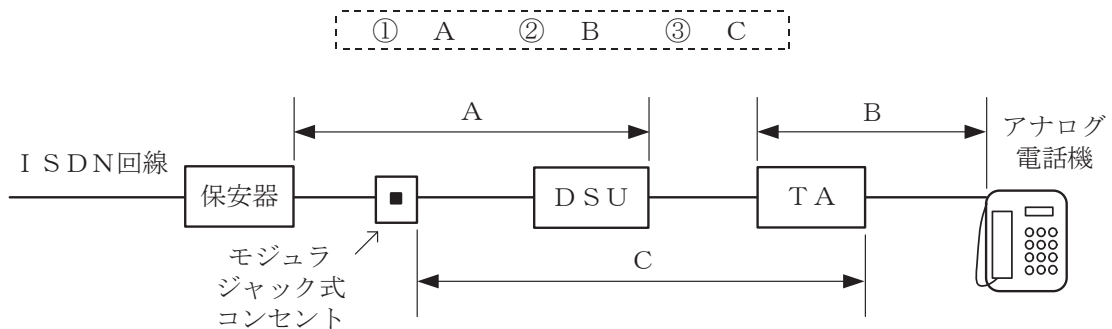 ① A ② B ③ C
A
B
アナログ
電話機
ＩＳＤＮ回線
保安器
ＤＳＵ
ＴＡ
モジュラ
ジャック式
コンセント
C